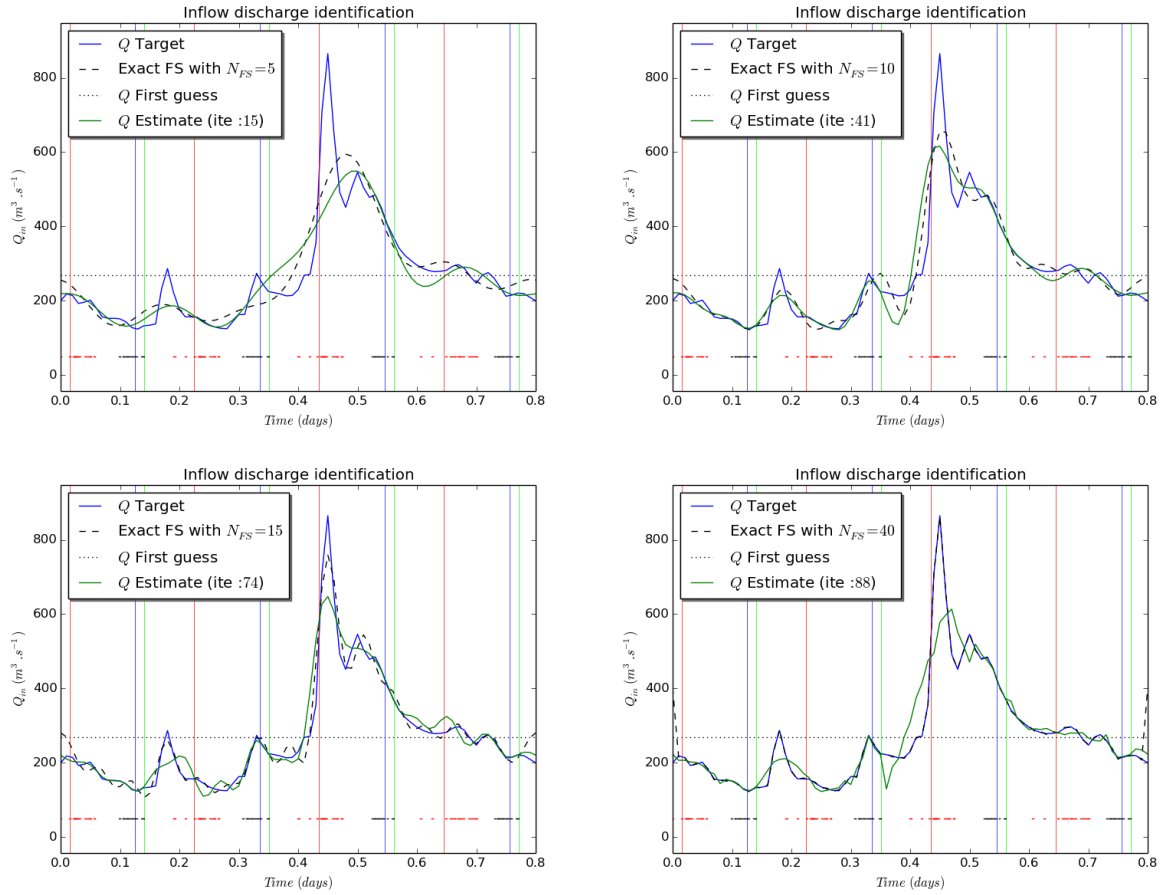 Inflow discharge identification
Q Target
Exact FS with N_FS=5
Q First guess
Q Estimate (ite :15)
Q_in (m³ .s⁻¹)
800
600
400
200
0
0.0 0.1 0.2 0.3 0.4 0.5 0.6 0.7 0.8
Time (days)
Inflow discharge identification
Q Target
Exact FS with N_FS=10
Q First guess
Q Estimate (ite :41)
Q_in (m³ .s⁻¹)
800
600
400
200
0
0.0 0.1 0.2 0.3 0.4 0.5 0.6 0.7 0.8
Time (days)
Inflow discharge identification
Q Target
Exact FS with N_FS=15
Q First guess
Q Estimate (ite :74)
Q_in (m³ .s⁻¹)
800
600
400
200
0
0.0 0.1 0.2 0.3 0.4 0.5 0.6 0.7 0.8
Time (days)
Inflow discharge identification
Q Target
Exact FS with N_FS=40
Q First guess
Q Estimate (ite :88)
Q_in (m³ .s⁻¹)
800
600
400
200
0
0.0 0.1 0.2 0.3 0.4 0.5 0.6 0.7 0.8
Time (days)